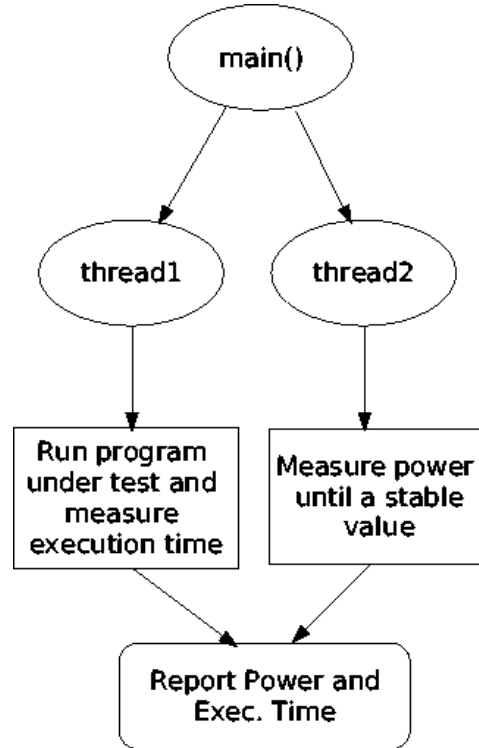 main()
thread1
thread2
Run program
under test and
measure
execution time
Measure power
until a stable
value
Report Power and
Exec. Time